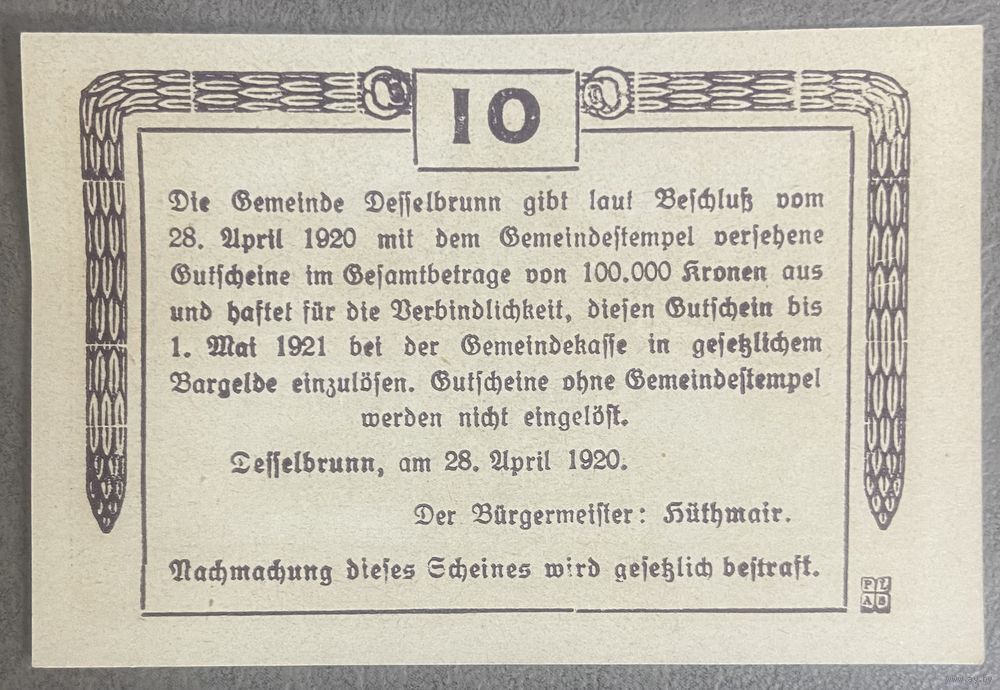 10
Die Gemeinde Desselbrunn gibt laut Beschluß vom
28. April 1920 mit dem Gemeindestempel versehene
Gutscheine im Gesamtbetrage von 100.000 Kronen aus
und haftet für die Verbindlichkeit, diesen Gutschein bis
1. Mai 1921 bei der Gemeindekasse in gesetzlichem
Bargelde einzulösen. Gutscheine ohne Gemeindestempel
werden nicht eingelöst.
Desselbrunn, am 28. April 1920.
Der Bürgermeister: Hüthmair.
Nachmachung dieses Scheines wird gesetzlich bestraft.